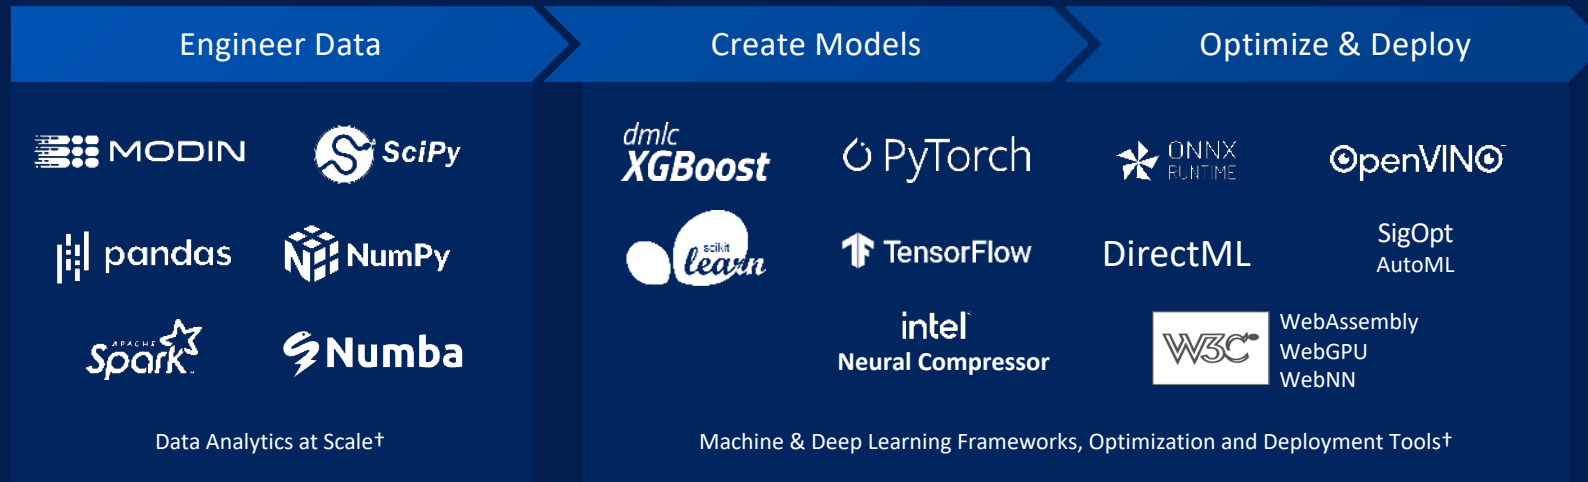 Engineer Data
Create Models
Optimize & Deploy
MODIN
SciPy
pandas
NumPy
APACHE
Spark
Numba
Data Analytics at Scale†
dmlc
XGBoost
PyTorch
ONNX
RUNTIME
OpenVINO
scikit
learn
TensorFlow
DirectML
SigOpt
AutoML
intel
Neural Compressor
W3C
WebAssembly
WebGPU
WebNN
Machine & Deep Learning Frameworks, Optimization and Deployment Tools†